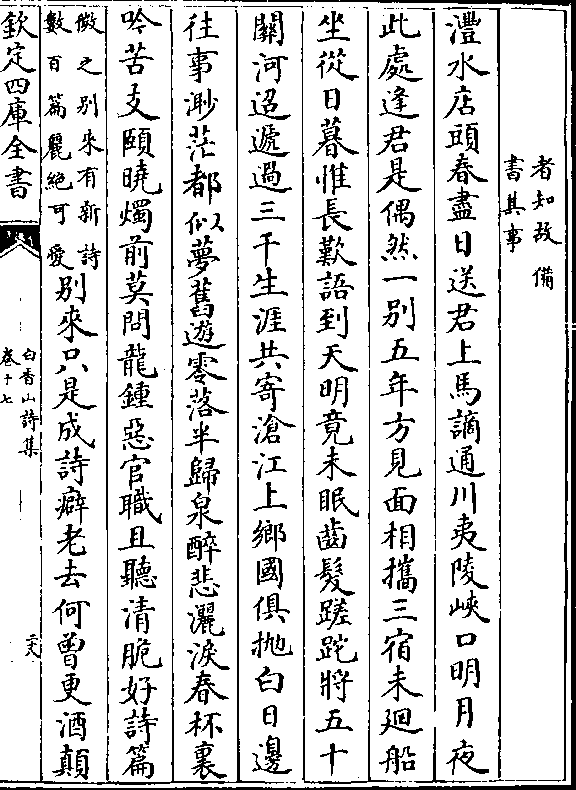 者知故備
書其事
灃水店頭春盡日送君上馬謫通川夷陵峽口明月夜
此處逢君是偶然一别五年方見面相攜三宿未迴船
坐從日暮惟長歎語到天明竟未眠齒髮蹉跎將五十
關河迢遞過三千生涯共寄滄江上鄉國俱抛白日邊
往事渺茫都似夢舊遊零落半歸泉醉悲灑淚春杯裏
吟苦支頤曉燭前莫問龍鍾惡官職且聽清脆好詩篇
微之别來有新詩
數百篇麗絶可愛
别來只是成詩癖老去何曾更酒顛
欽定四庫全書
白香山詩集
卷十七
二六